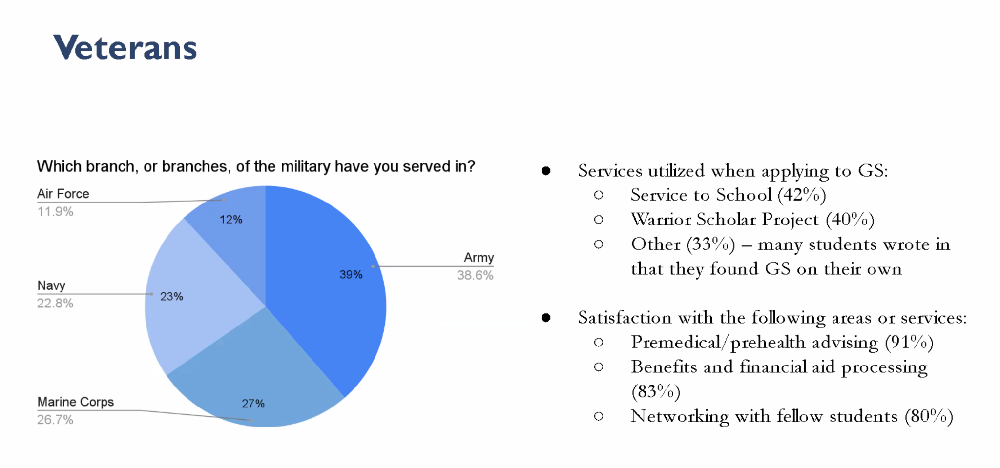 Veterans
Which branch, or branches, of the military have you served in?
Air Force
11.9%
12%
Army
38.6%
39%
Navy
22.8%
23%
Marine Corps
26.7%
27%
● Services utilized when applying to GS:
○ Service to School (42%)
○ Warrior Scholar Project (40%)
○ Other (33%) – many students wrote in
that they found GS on their own
● Satisfaction with the following areas or services:
○ Premedical/prehealth advising (91%)
○ Benefits and financial aid processing
(83%)
○ Networking with fellow students (80%)